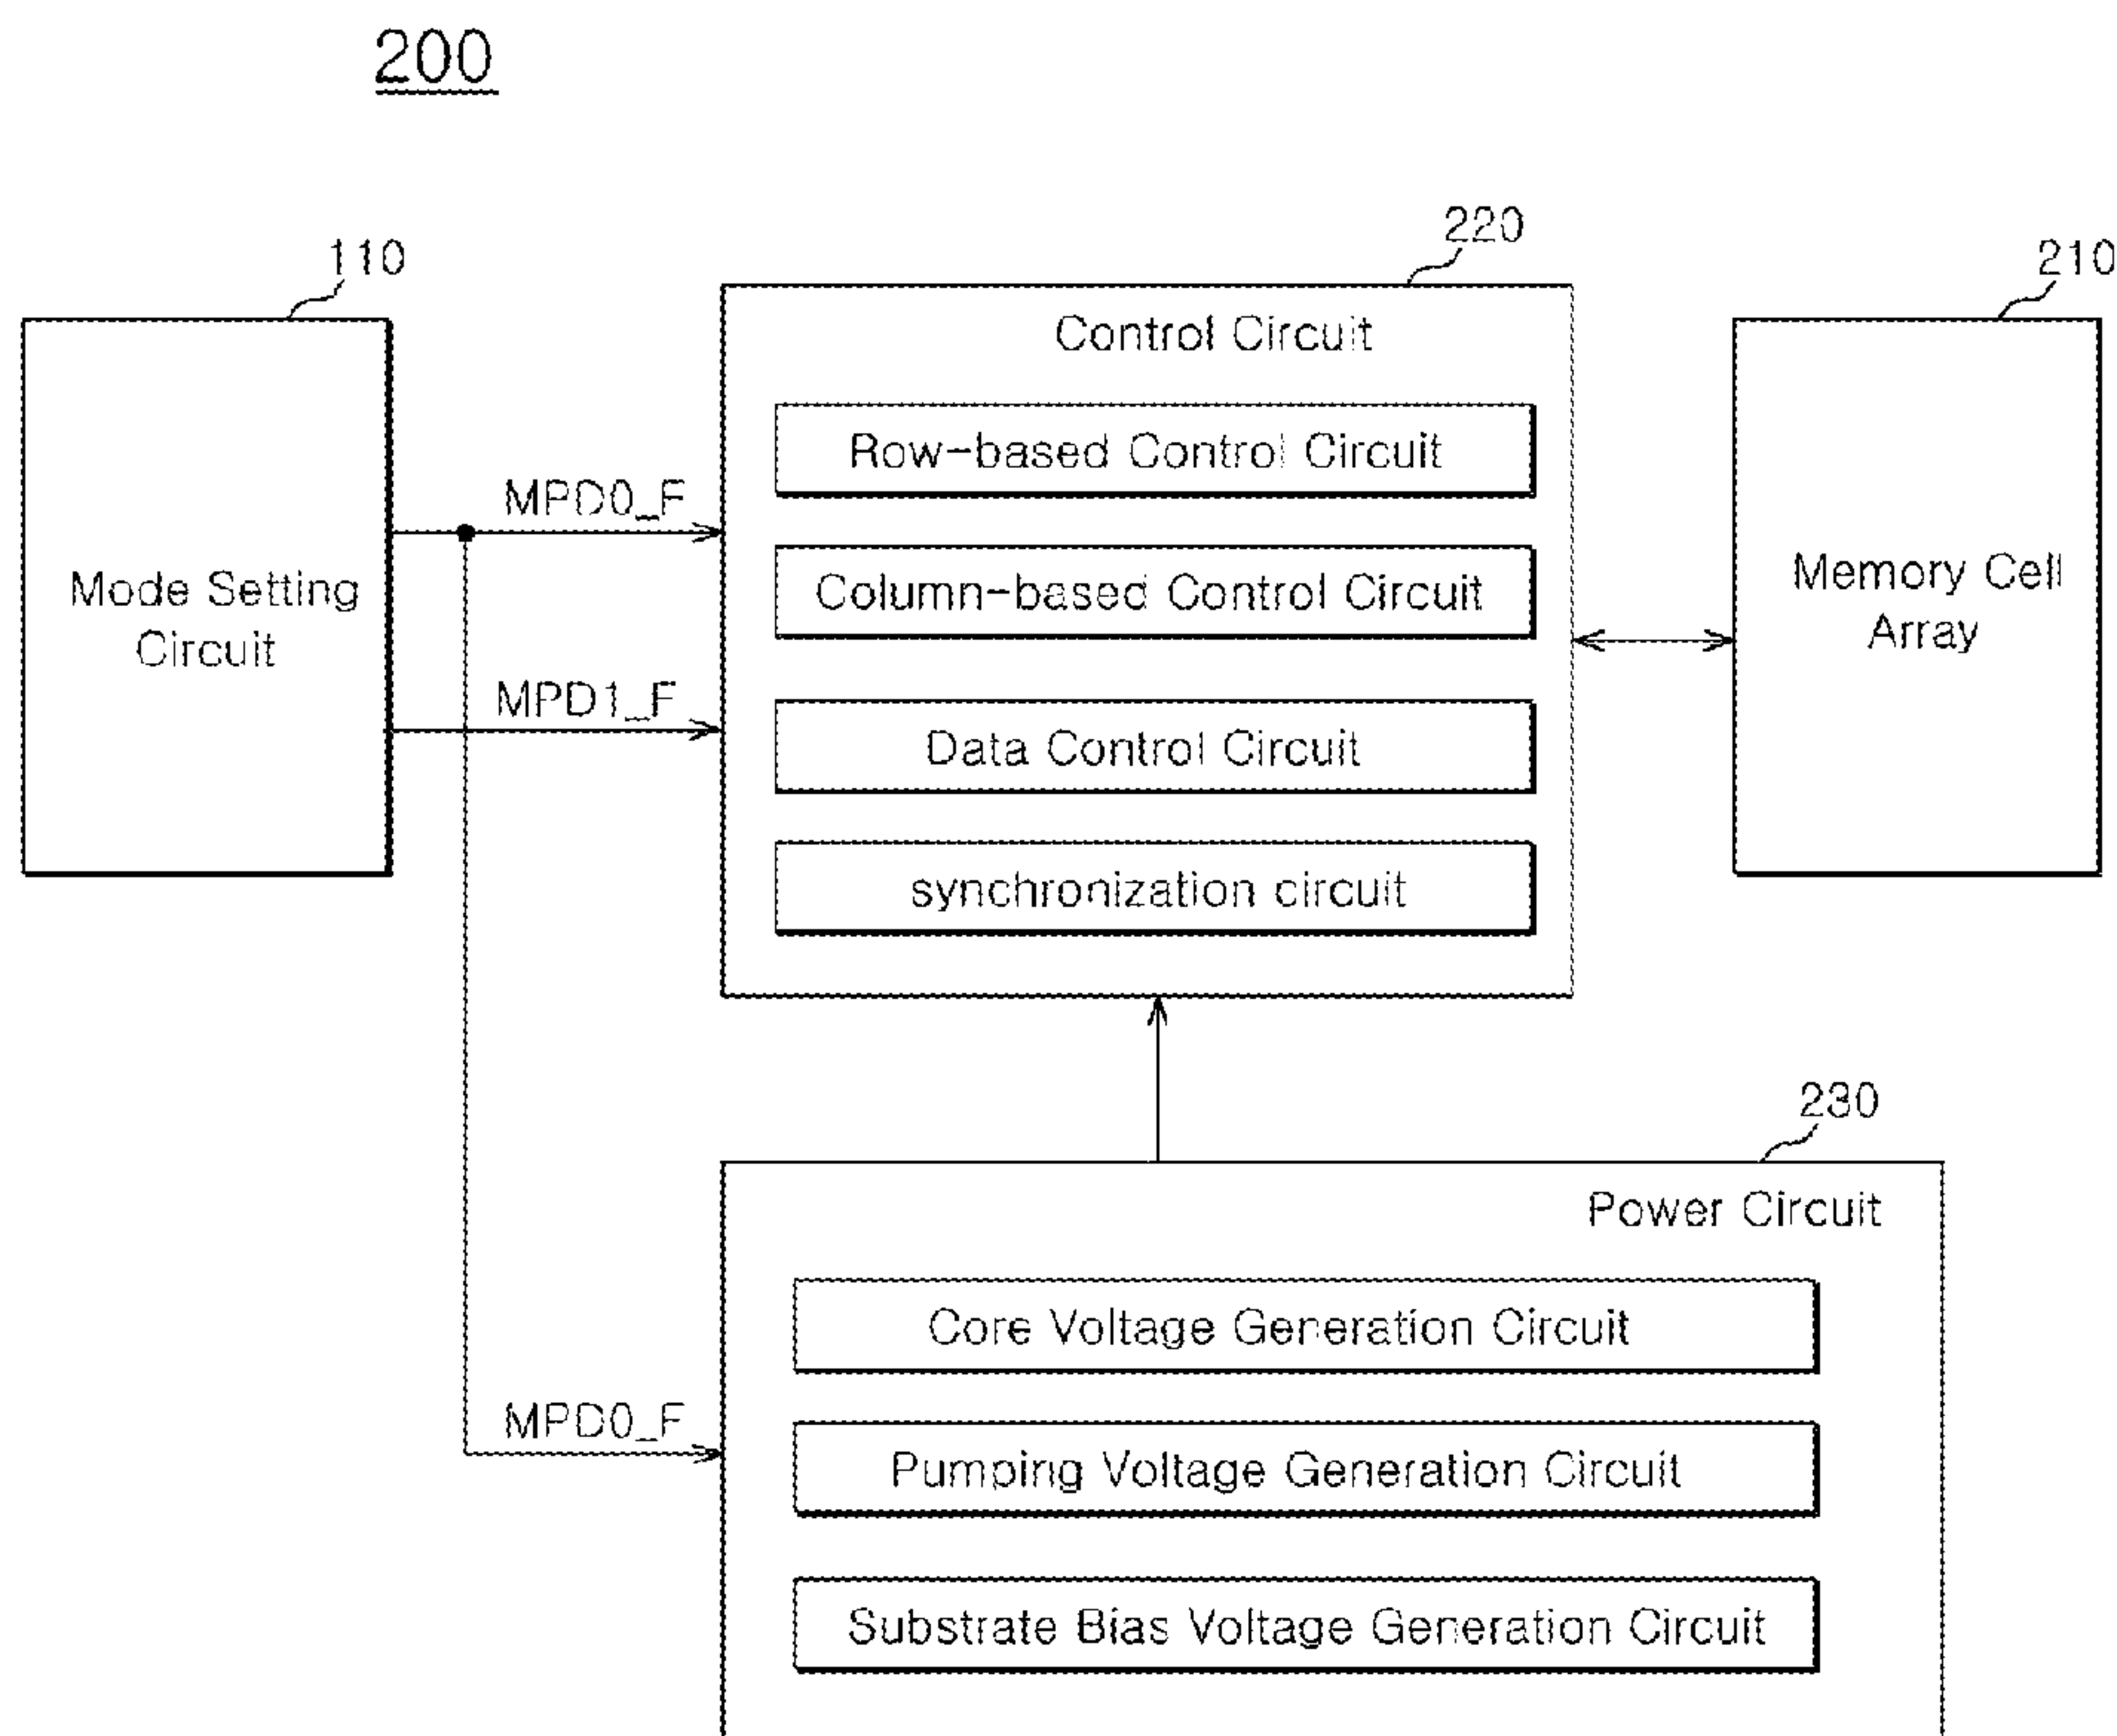 200
110
220
210
Control Circuit
Row-based Control Circuit
MPD0_F
Column-based Control Circuit
Mode Setting
Circuit
Memory Cell
Array
MPD1_F
Data Control Circuit
synchronization circuit
230
Power Circuit
Core Voltage Generation Circuit
MPD0_F
Pumping Voltage Generation Circuit
Substrate Bias Voltage Generation Circuit